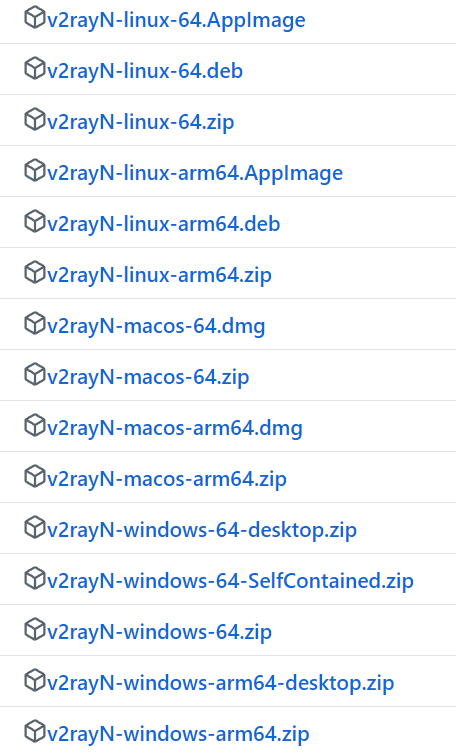 v2rayN-linux-64.AppImage
v2rayN-linux-64.deb
v2rayN-linux-64.zip
v2rayN-linux-arm64.AppImage
v2rayN-linux-arm64.deb
v2rayN-linux-arm64.zip
v2rayN-macos-64.dmg
v2rayN-macos-64.zip
v2rayN-macos-arm64.dmg
v2rayN-macos-arm64.zip
v2rayN-windows-64-desktop.zip
v2rayN-windows-64-SelfContained.zip
v2rayN-windows-64.zip
v2rayN-windows-arm64-desktop.zip
v2rayN-windows-arm64.zip